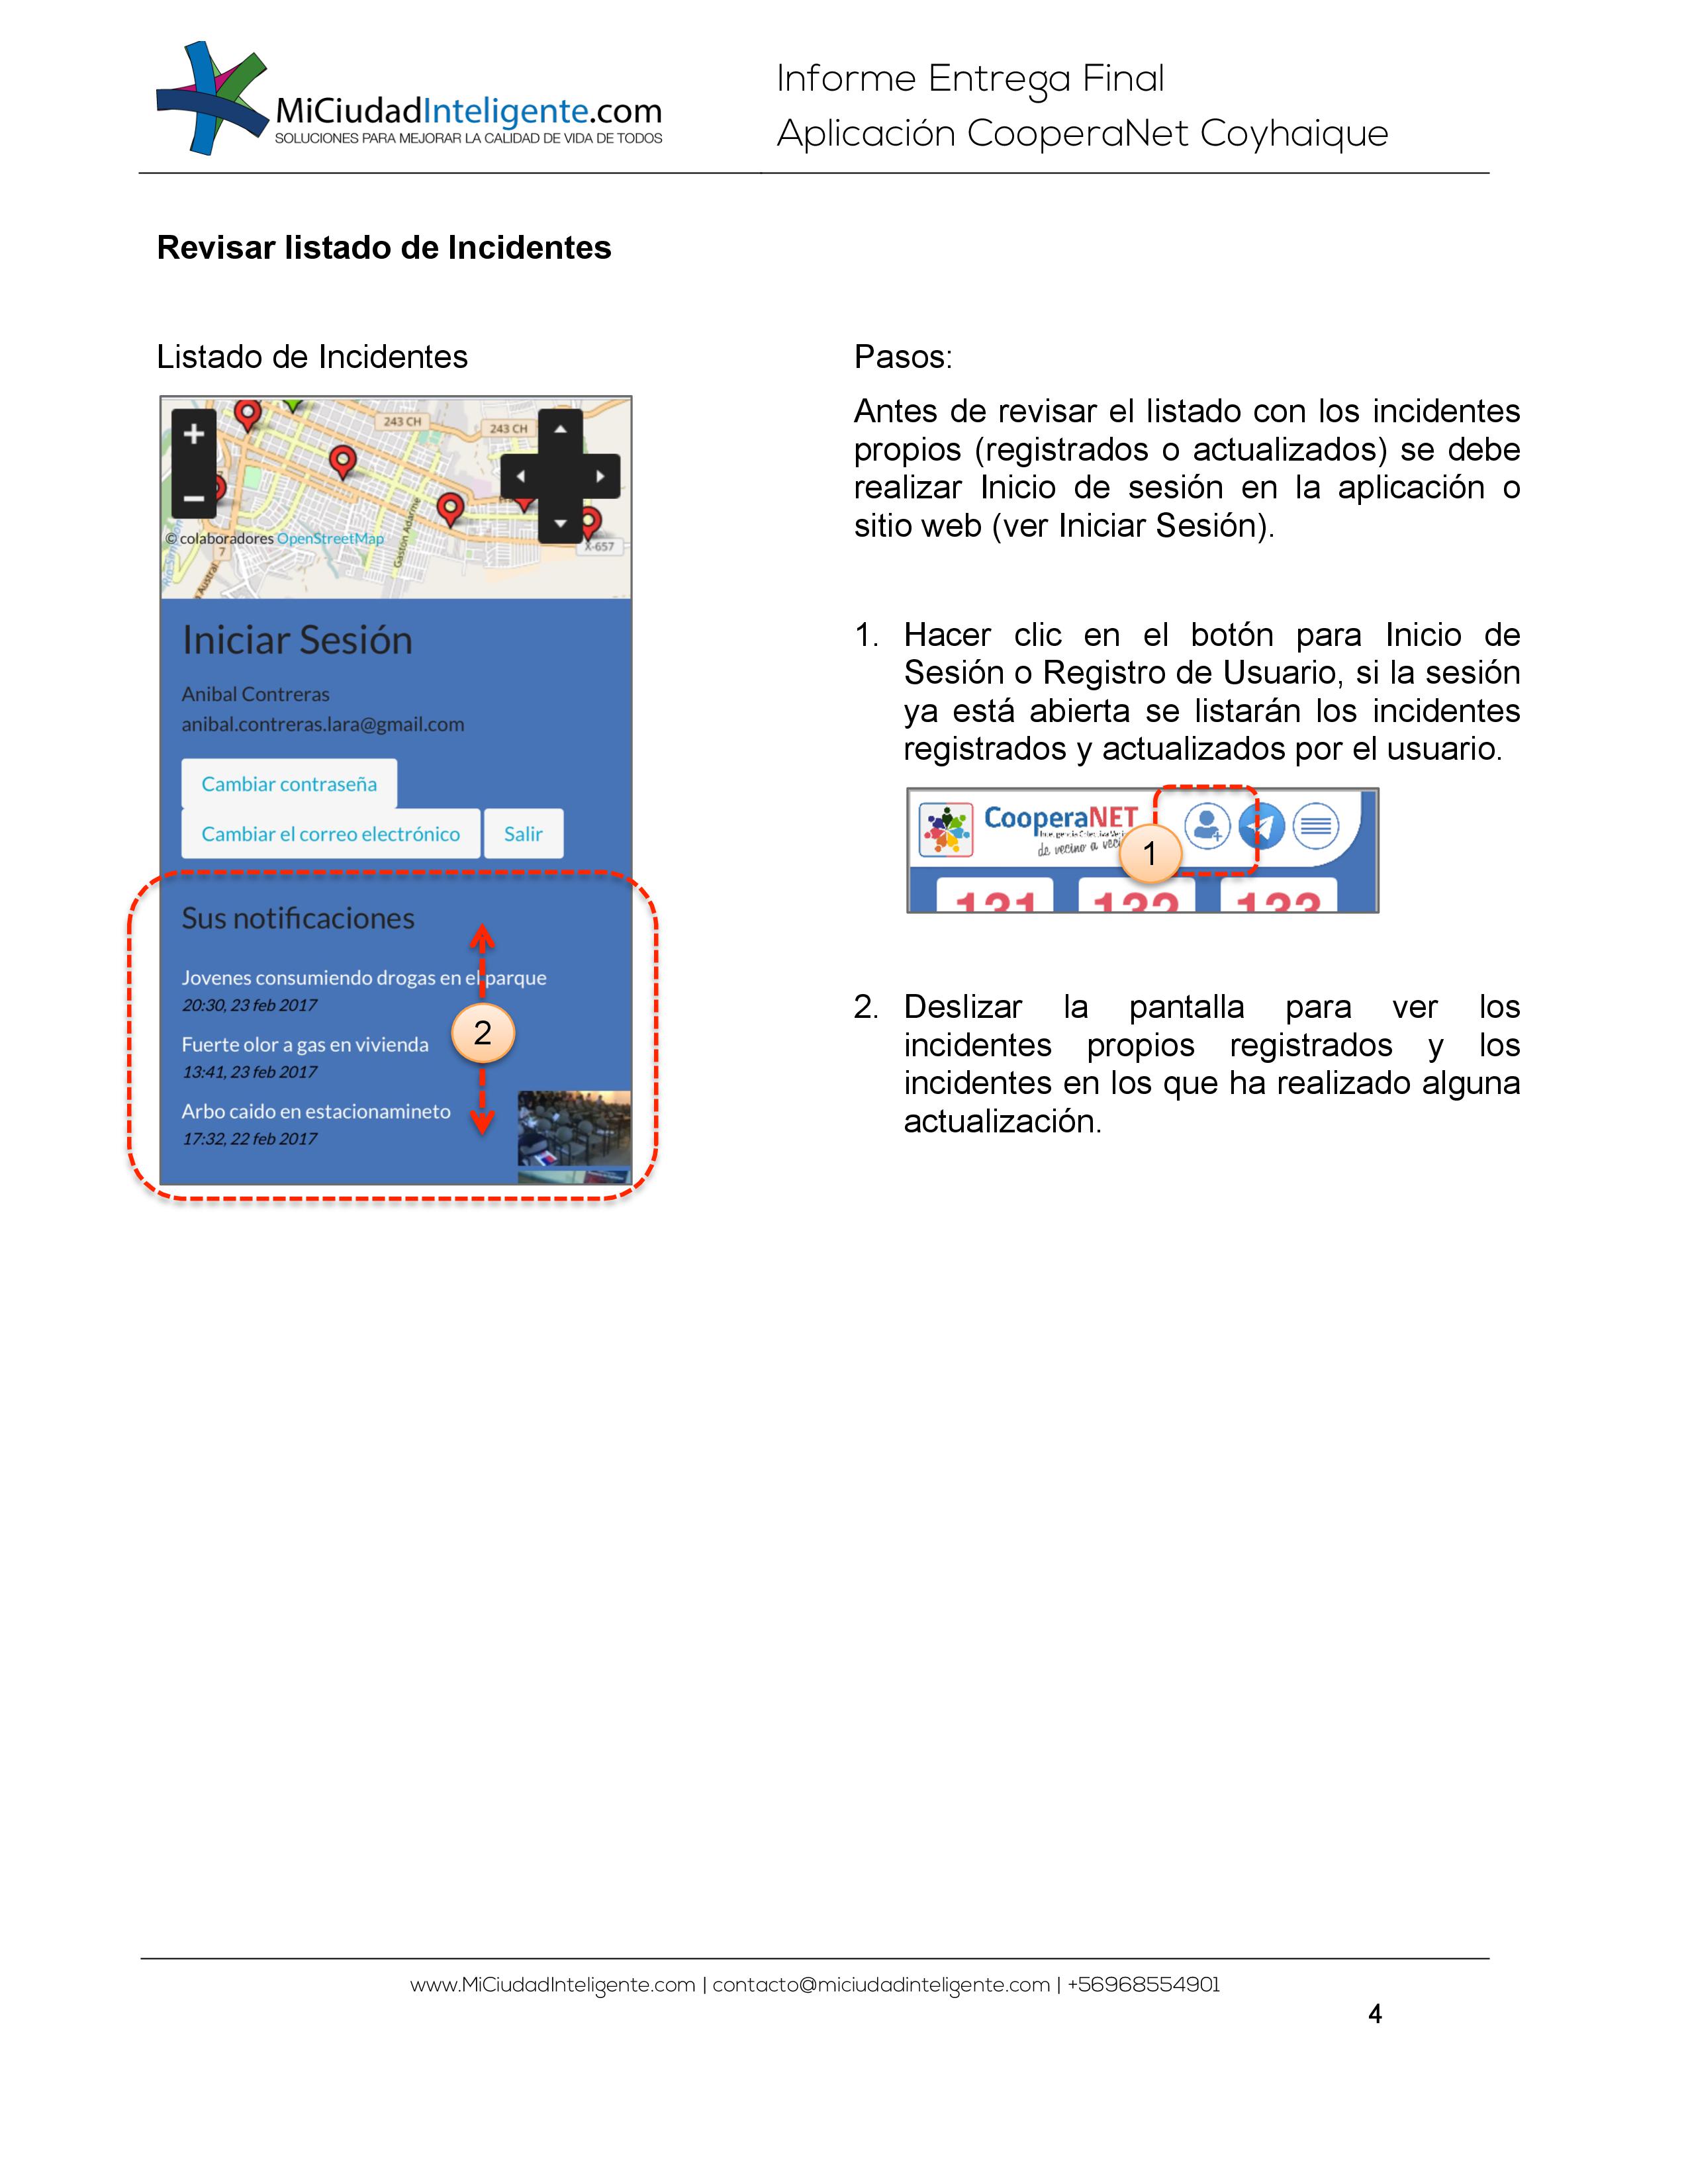 MiCiudadInteligente.com
SOLUCIONES PARA MEJORAR LA CALIDAD DE VIDA DE TODOS
Informe Entrega Final
Aplicación CooperaNet Coyhaique
Revisar listado de Incidentes
Listado de Incidentes
243 CH
243 CH
Gastón Adarme
© colaboradores OpenStreetMap
7
X-657
Austral
Iniciar Sesión
Anibal Contreras
anibal.contreras.lara@gmail.com
Cambiar contraseña
Cambiar el correo electrónico
Salir
Sus notificaciones
Jovenes consumiendo drogas en el parque
20:30, 23 feb 2017
Fuerte olor a gas en vivienda
13:41, 23 feb 2017
2
Arbo caido en estacionamineto
17:32, 22 feb 2017
Pasos:
Antes de revisar el listado con los incidentes
propios (registrados o actualizados) se debe
realizar Inicio de sesión en la aplicación o
sitio web (ver Iniciar Sesión).
1. Hacer clic en el botón para Inicio de
Sesión o Registro de Usuario, si la sesión
ya está abierta se listarán los incidentes
registrados y actualizados por el usuario.
CooperaNET
de vecino a veci
1
131 132 133
2. Deslizar la pantalla para ver los
incidentes propios registrados y los
incidentes en los que ha realizado alguna
actualización.
www.MiCiudadInteligente.com | contacto@miciudadinteligente.com | +56968554901
4